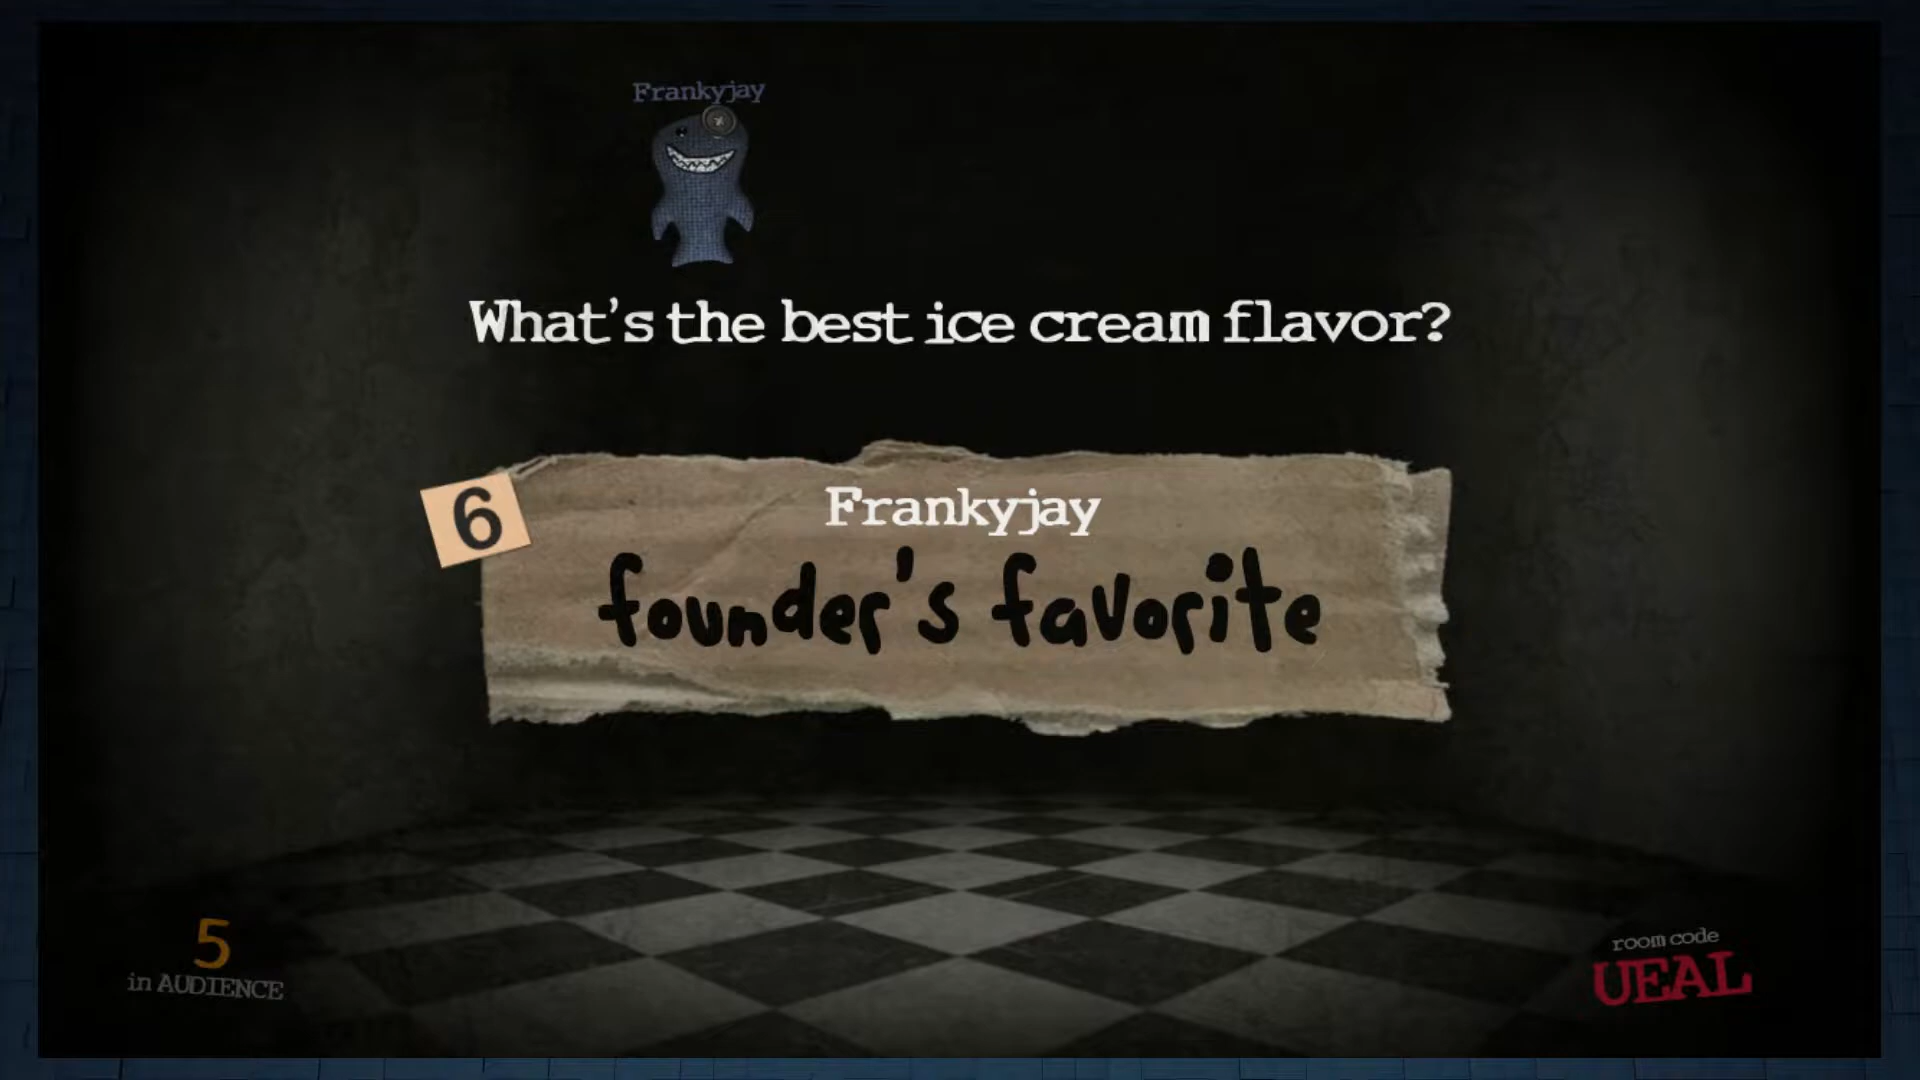 Frankyjay
What's the best ice cream flavor?
6
Frankyjay
founder's favorite
5
in AUDIENCE
room code
UEAL